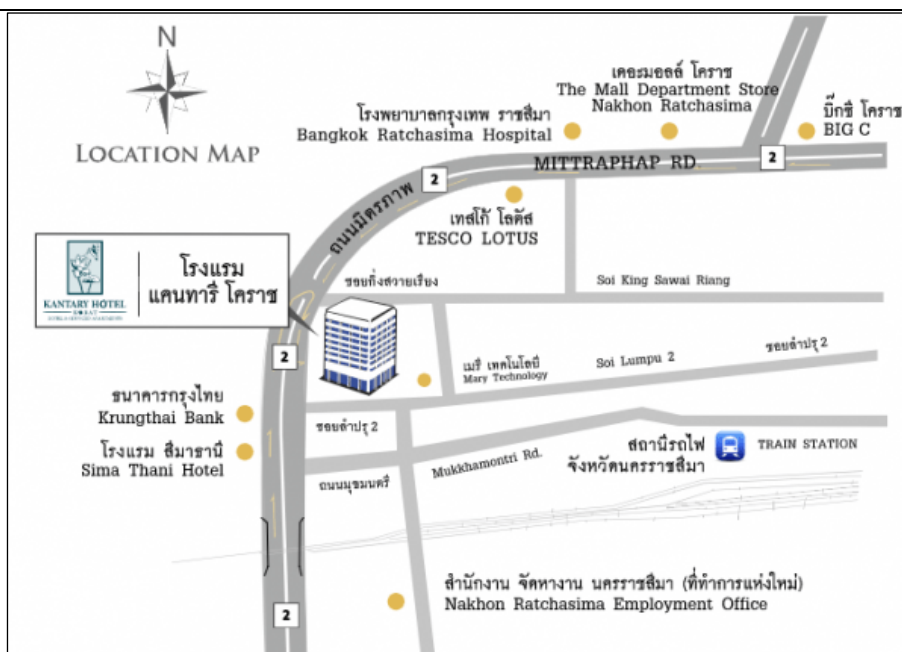 N
LOCATION MAP
เดอะมอลล์ โคราช
The Mall Department Store
Nakhon Ratchasima
โรงพยาบาลกรุงเทพ ราชสีมา
Bangkok Ratchasima Hospital
บิ๊กซี โคราช
BIG C
2
MITTRAPHAP RD
2
ถนนมิตรภาพ
เทสโก้ โลตัส
TESCO LOTUS
KANTARY HOTEL
KORAT
โรงแรม
แคนทารี โคราช
ซอยกิ่งสวายเรียง
Soi King Sawai Riang
2
เมรี่ เทคโนโลยี
Mary Technology
Soi Lumpu 2
ซอยลำปรุ 2
ธนาคารกรุงไทย
Krungthai Bank
ซอยลำปรุ 2
โรงแรม สีมาธานี
Sima Thani Hotel
ถนนมุขมนตรี
Mukkhamontri Rd.
สถานีรถไฟ
จังหวัดนครราชสีมา
TRAIN STATION
สำนักงาน จัดหางาน นครราชสีมา (ที่ทำการแห่งใหม่)
Nakhon Ratchasima Employment Office
2